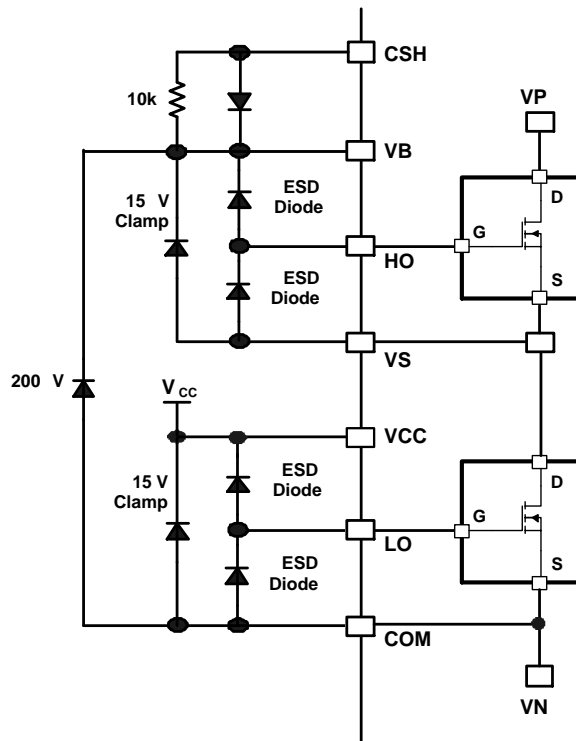 CSH
10k
VP
VB
D
15 V
Clamp
ESD
Diode
G
HO
ESD
Diode
S
VS
200 V
VCC
VCC
15 V
Clamp
ESD
Diode
D
G
LO
ESD
Diode
S
COM
VN